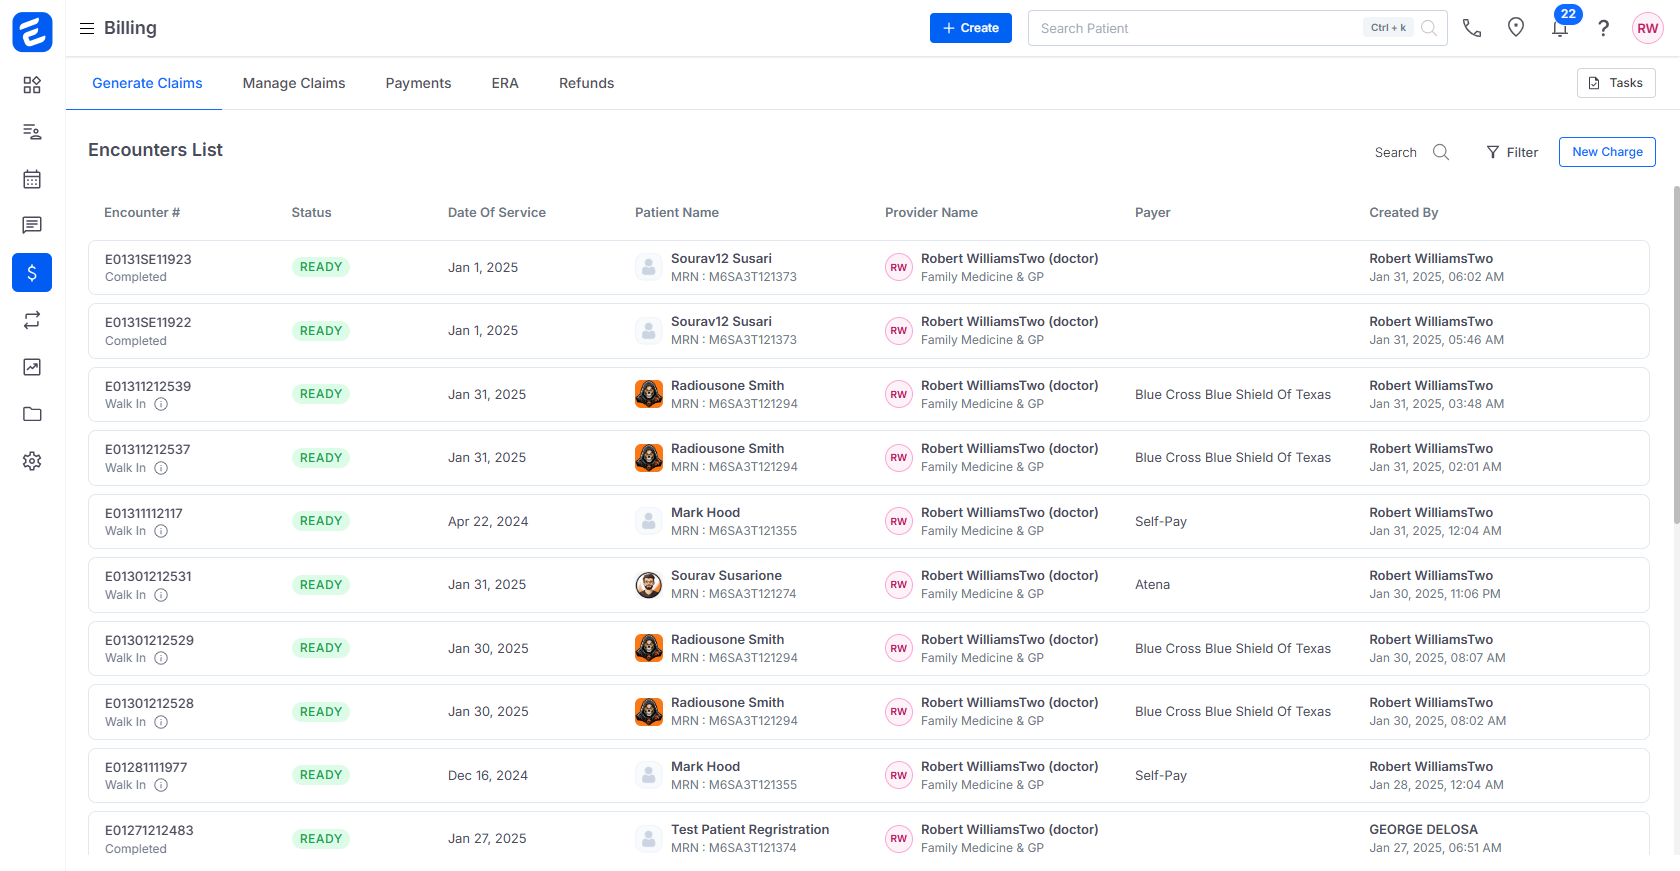 Billing
+ Create
Search Patient
Ctrl + k
22
?
RW
Generate Claims
Manage Claims
Payments
ERA
Refunds
Tasks
Encounters List
Search
Filter
New Charge
Encounter # Status Date Of Service Patient Name Provider Name Payer Created By
E0131SE11923 READY Jan 1, 2025 Sourav12 Susari RW Robert WilliamsTwo (doctor) Robert WilliamsTwo
Completed MRN : M6SA3T121373 Family Medicine & GP Jan 31, 2025, 06:02 AM
E0131SE11922 READY Jan 1, 2025 Sourav12 Susari RW Robert WilliamsTwo (doctor) Robert WilliamsTwo
Completed MRN : M6SA3T121373 Family Medicine & GP Jan 31, 2025, 05:46 AM
E01311212539 READY Jan 31, 2025 Radiousone Smith RW Robert WilliamsTwo (doctor) Blue Cross Blue Shield Of Texas Robert WilliamsTwo
Walk In MRN : M6SA3T121294 Family Medicine & GP Jan 31, 2025, 03:48 AM
E01311212537 READY Jan 31, 2025 Radiousone Smith RW Robert WilliamsTwo (doctor) Blue Cross Blue Shield Of Texas Robert WilliamsTwo
Walk In MRN : M6SA3T121294 Family Medicine & GP Jan 31, 2025, 02:01 AM
E01311112117 READY Apr 22, 2024 Mark Hood RW Robert WilliamsTwo (doctor) Self-Pay Robert WilliamsTwo
Walk In MRN : M6SA3T121355 Family Medicine & GP Jan 31, 2025, 12:04 AM
E01301212531 READY Jan 31, 2025 Sourav Susarione RW Robert WilliamsTwo (doctor) Atena Robert WilliamsTwo
Walk In MRN : M6SA3T121274 Family Medicine & GP Jan 30, 2025, 11:06 PM
E01301212529 READY Jan 30, 2025 Radiousone Smith RW Robert WilliamsTwo (doctor) Blue Cross Blue Shield Of Texas Robert WilliamsTwo
Walk In MRN : M6SA3T121294 Family Medicine & GP Jan 30, 2025, 08:07 AM
E01301212528 READY Jan 30, 2025 Radiousone Smith RW Robert WilliamsTwo (doctor) Blue Cross Blue Shield Of Texas Robert WilliamsTwo
Walk In MRN : M6SA3T121294 Family Medicine & GP Jan 30, 2025, 08:02 AM
E01281111977 READY Dec 16, 2024 Mark Hood RW Robert WilliamsTwo (doctor) Self-Pay Robert WilliamsTwo
Walk In MRN : M6SA3T121355 Family Medicine & GP Jan 28, 2025, 12:04 AM
E01271212483 READY Jan 27, 2025 Test Patient Regristration RW Robert WilliamsTwo (doctor) GEORGE DELOSA
Completed MRN : M6SA3T121374 Family Medicine & GP Jan 27, 2025, 06:51 AM